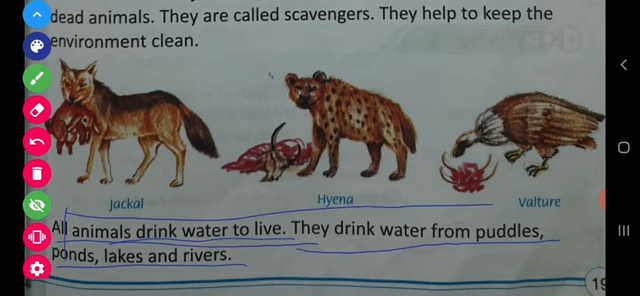 dead animals. They are called scavengers. They help to keep the
environment clean.
Jackal
Hyena
Valture
All animals drink water to live. They drink water from puddles,
ponds, lakes and rivers.
19